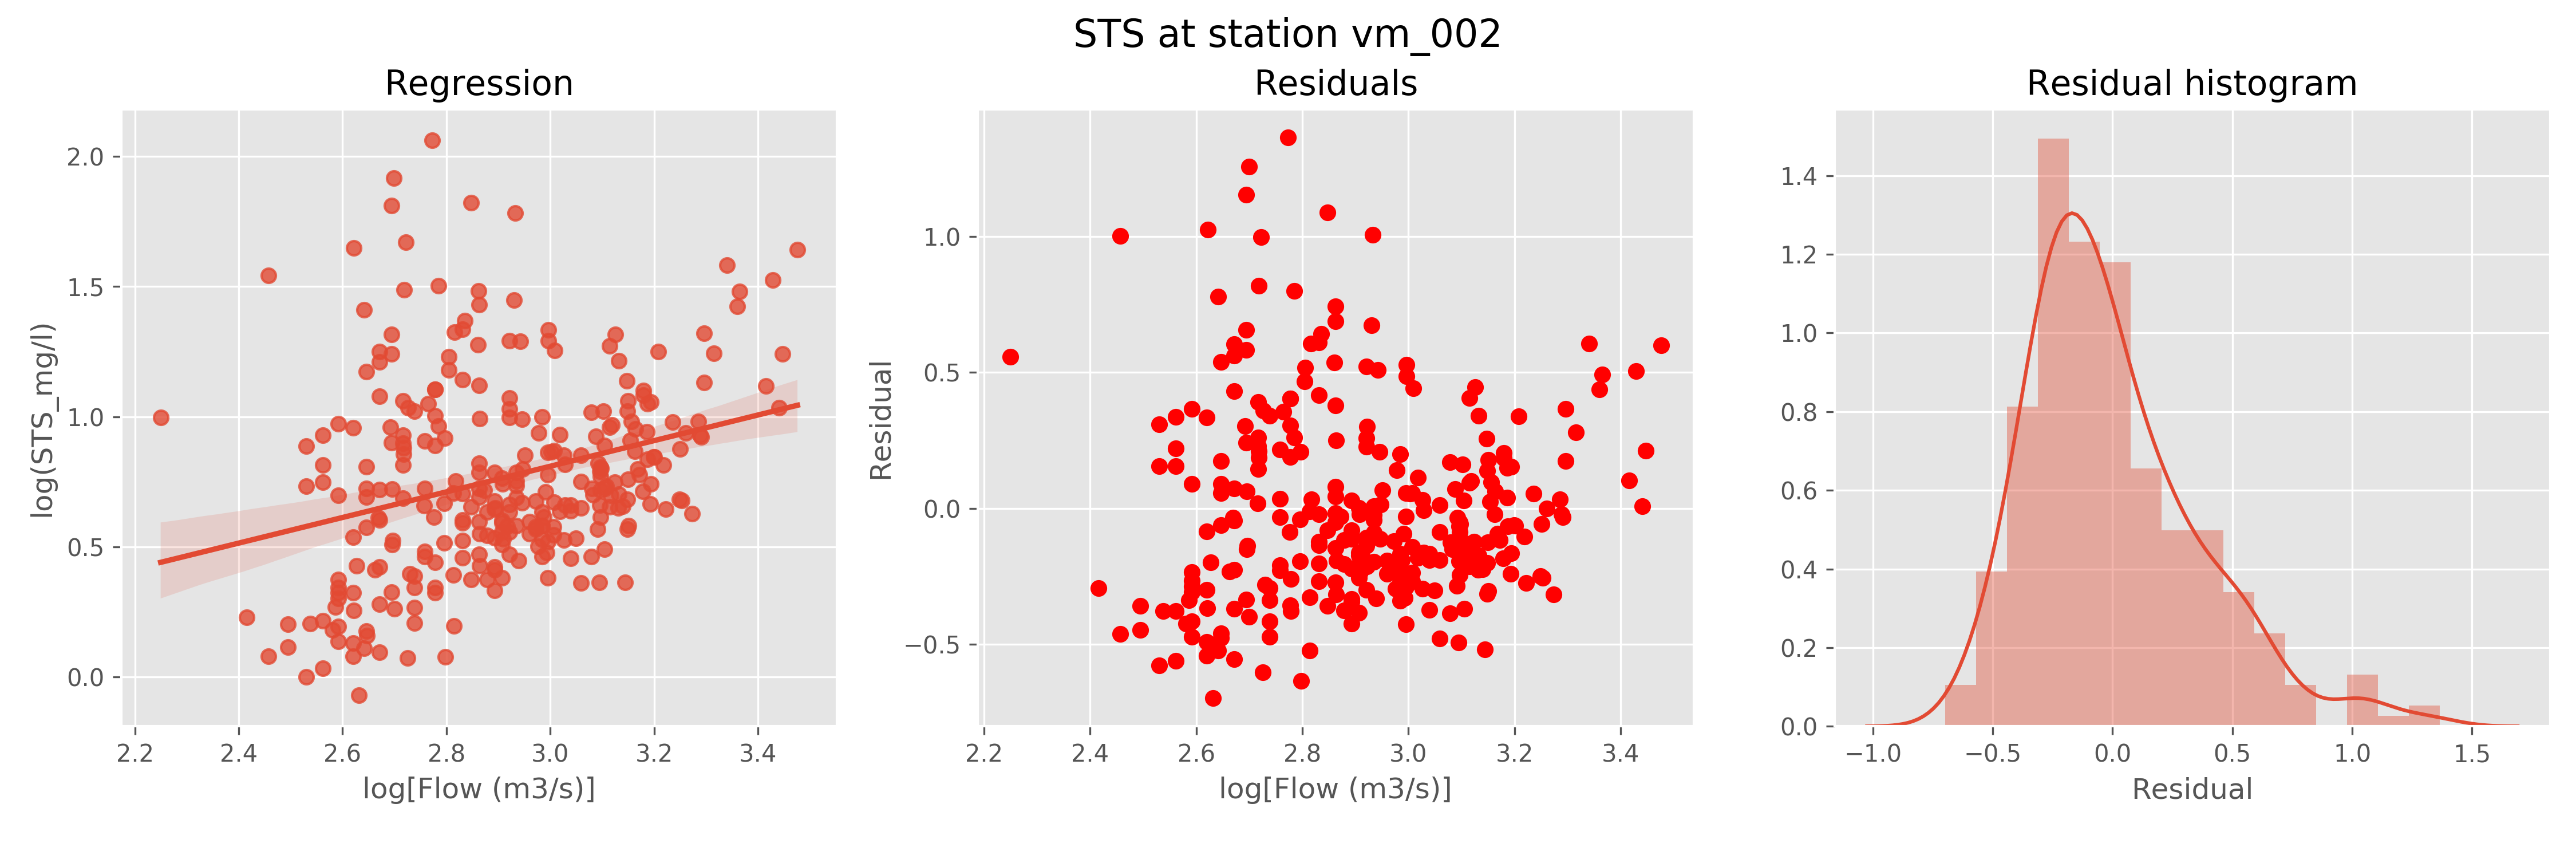 STS at station vm_002
Regression
Residuals
Residual histogram
log(STS_mg/l)
2.0
1.5
1.0
0.5
0.0
2.2 2.4 2.6 2.8 3.0 3.2 3.4
log[Flow (m3/s)]
Residual
1.0
0.5
0.0
−0.5
2.2 2.4 2.6 2.8 3.0 3.2 3.4
log[Flow (m3/s)]
1.4
1.2
1.0
0.8
0.6
0.4
0.2
0.0
−1.0 −0.5 0.0 0.5 1.0 1.5
Residual